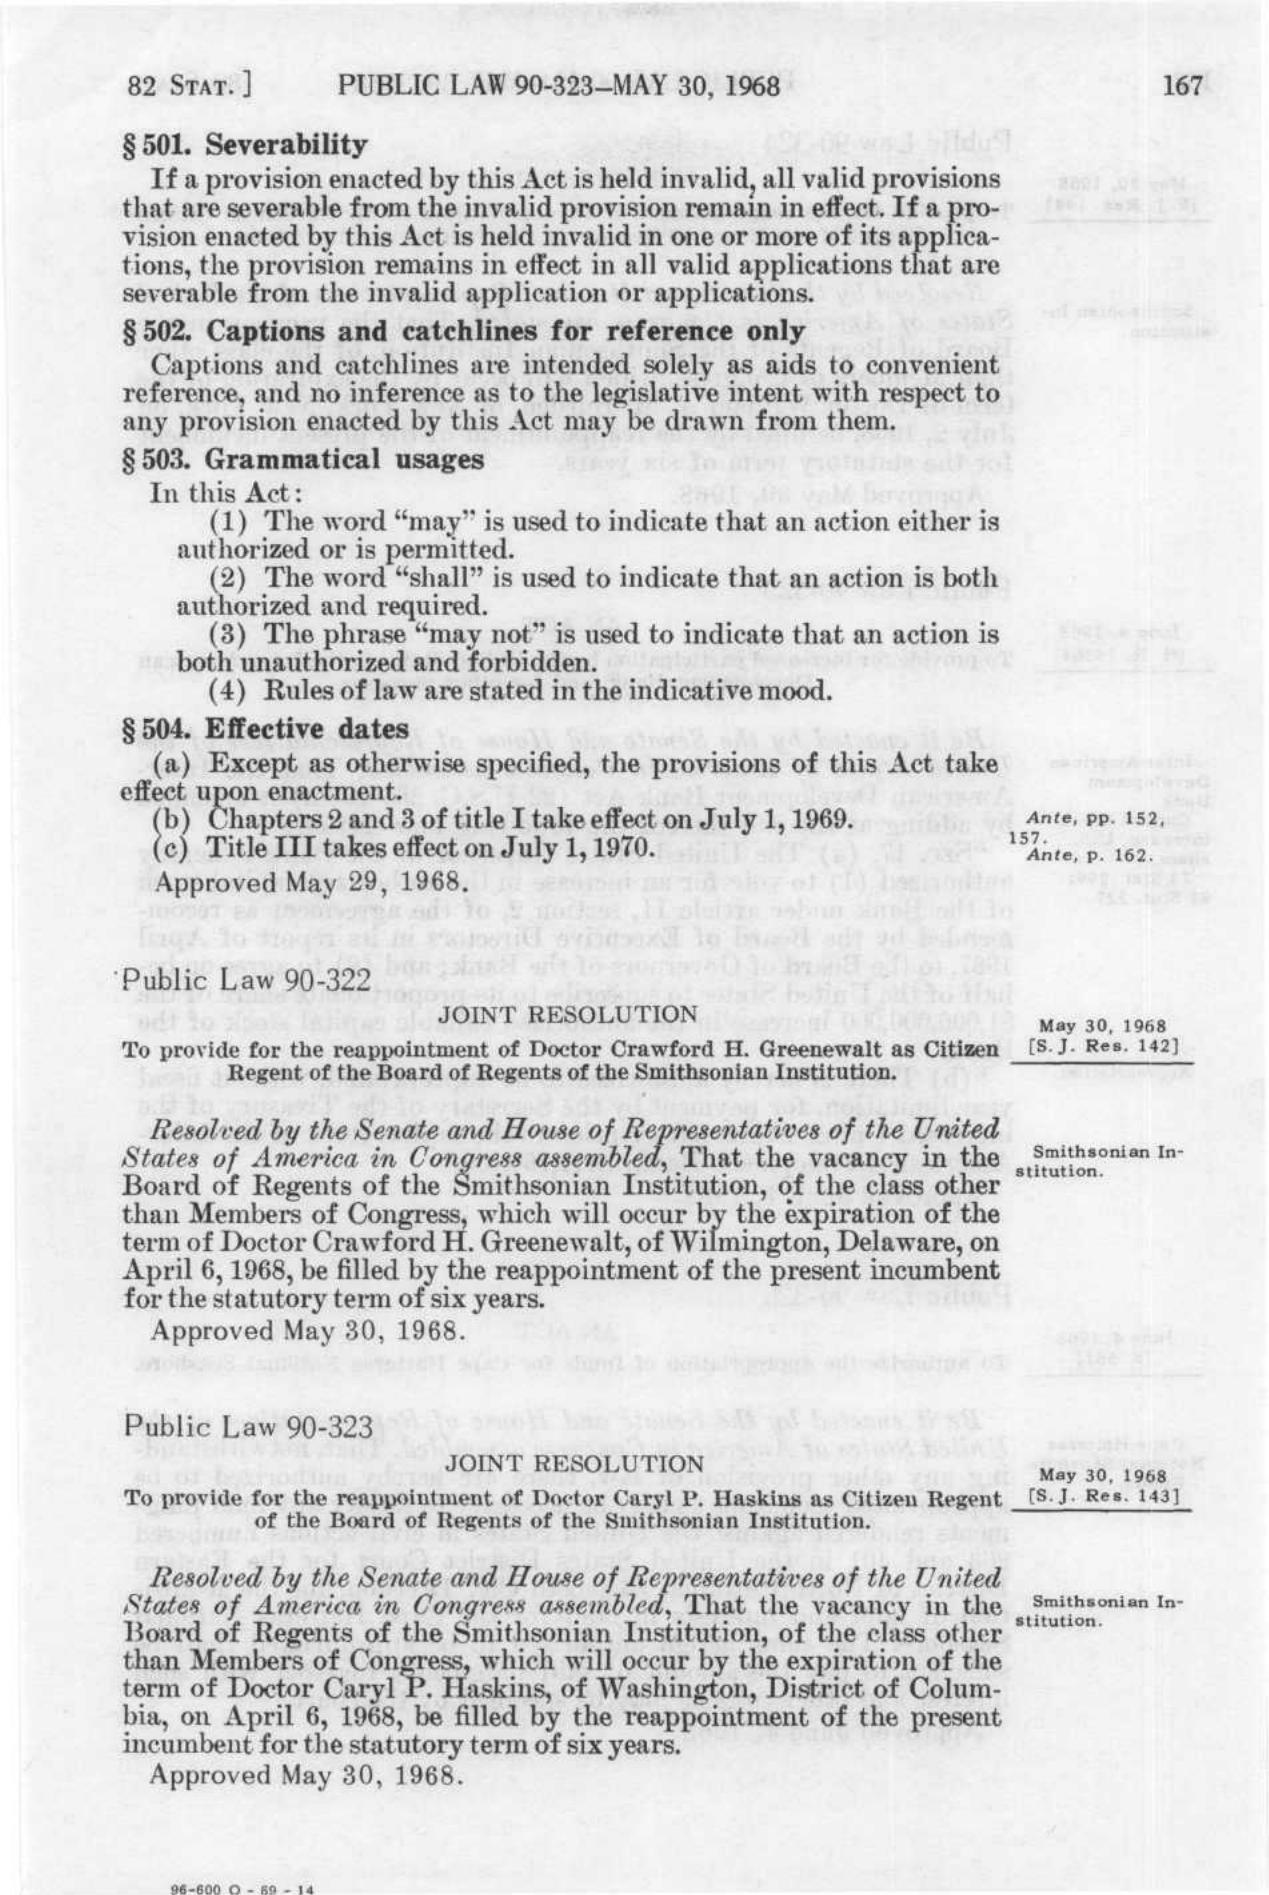 82 STAT. ] PUBLIC LAW 90-323–MAY 30, 1968 167
§ 501. Severability
If a provision enacted by this Act is held invalid, all valid provisions
that are severable from the invalid provision remain in effect. If a pro-
vision enacted by this Act is held invalid in one or more of its applica-
tions, the provision remains in effect in all valid applications that are
severable from the invalid application or applications.
§ 502. Captions and catchlines for reference only
Captions and catchlines are intended solely as aids to convenient
reference, and no inference as to the legislative intent with respect to
any provision enacted by this Act may be drawn from them.
§ 503. Grammatical usages
In this Act:
(1) The word “may” is used to indicate that an action either is
authorized or is permitted.
(2) The word “shall” is used to indicate that an action is both
authorized and required.
(3) The phrase “may not” is used to indicate that an action is
both unauthorized and forbidden.
(4) Rules of law are stated in the indicative mood.
§ 504. Effective dates
(a) Except as otherwise specified, the provisions of this Act take
effect upon enactment.
(b) Chapters 2 and 3 of title I take effect on July 1, 1969.
(c) Title III takes effect on July 1, 1970.
Ante, pp. 152,
157.
Ante, p. 162.
Approved May 29, 1968.
Public Law 90-322
JOINT RESOLUTION
To provide for the reappointment of Doctor Crawford H. Greenewalt as Citizen
Regent of the Board of Regents of the Smithsonian Institution.
May 30, 1968
[S. J. Res. 142]
Resolved by the Senate and House of Representatives of the United
States of America in Congress assembled, That the vacancy in the
Board of Regents of the Smithsonian Institution, of the class other
than Members of Congress, which will occur by the expiration of the
term of Doctor Crawford H. Greenewalt, of Wilmington, Delaware, on
April 6, 1968, be filled by the reappointment of the present incumbent
for the statutory term of six years.
Smithsonian In-
stitution.
Approved May 30, 1968.
Public Law 90-323
JOINT RESOLUTION
To provide for the reappointment of Doctor Caryl P. Haskins as Citizen Regent
of the Board of Regents of the Smithsonian Institution.
May 30, 1968
[S. J. Res. 143]
Resolved by the Senate and House of Representatives of the United
States of America in Congress assembled, That the vacancy in the
Board of Regents of the Smithsonian Institution, of the class other
than Members of Congress, which will occur by the expiration of the
term of Doctor Caryl P. Haskins, of Washington, District of Colum-
bia, on April 6, 1968, be filled by the reappointment of the present
incumbent for the statutory term of six years.
Smithsonian In-
stitution.
Approved May 30, 1968.
96-600 O - 69 - 14